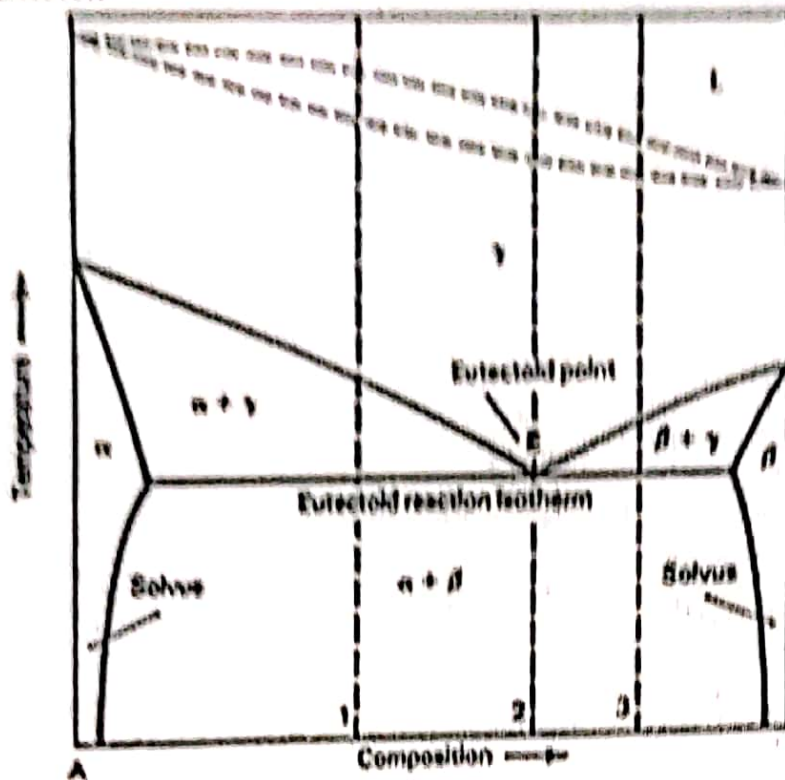 L
γ
Eutectoid point
α + γ
E
β + γ
α
β
Temperature
Eutectoid reaction isotherm
Solvus
α + β
Solvus
1
2
3
A
Composition